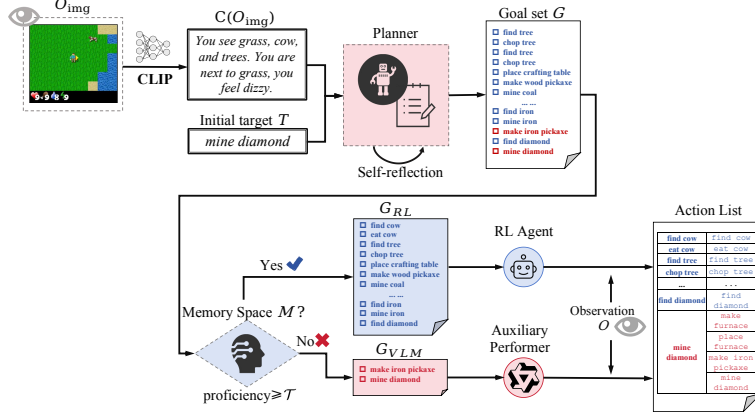 O_img
9 9 8 9
CLIP
C(O_img)
You see grass, cow,
and trees. You are
next to grass, you
feel dizzy.
Initial target T
mine diamond
Planner
Self-reflection
Goal set G
find tree
chop tree
find tree
chop tree
place crafting table
make wood pickaxe
mine coal
... ...
find iron
mine iron
make iron pickaxe
find diamond
mine diamond
Memory Space M?
Yes
No
proficiency≥𝒯
G_RL
find cow
eat cow
find tree
chop tree
place crafting table
make wood pickaxe
mine coal
... ...
find iron
mine iron
find diamond
G_VLM
make iron pickaxe
mine diamond
RL Agent
Auxiliary
Performer
Observation
O
Action List
find cow find cow
eat cow eat cow
find tree find tree
chop tree chop tree
... ...
find diamond find
diamond
mine
diamond
make
furnace
place
furnace
make iron
pickaxe
mine
diamond